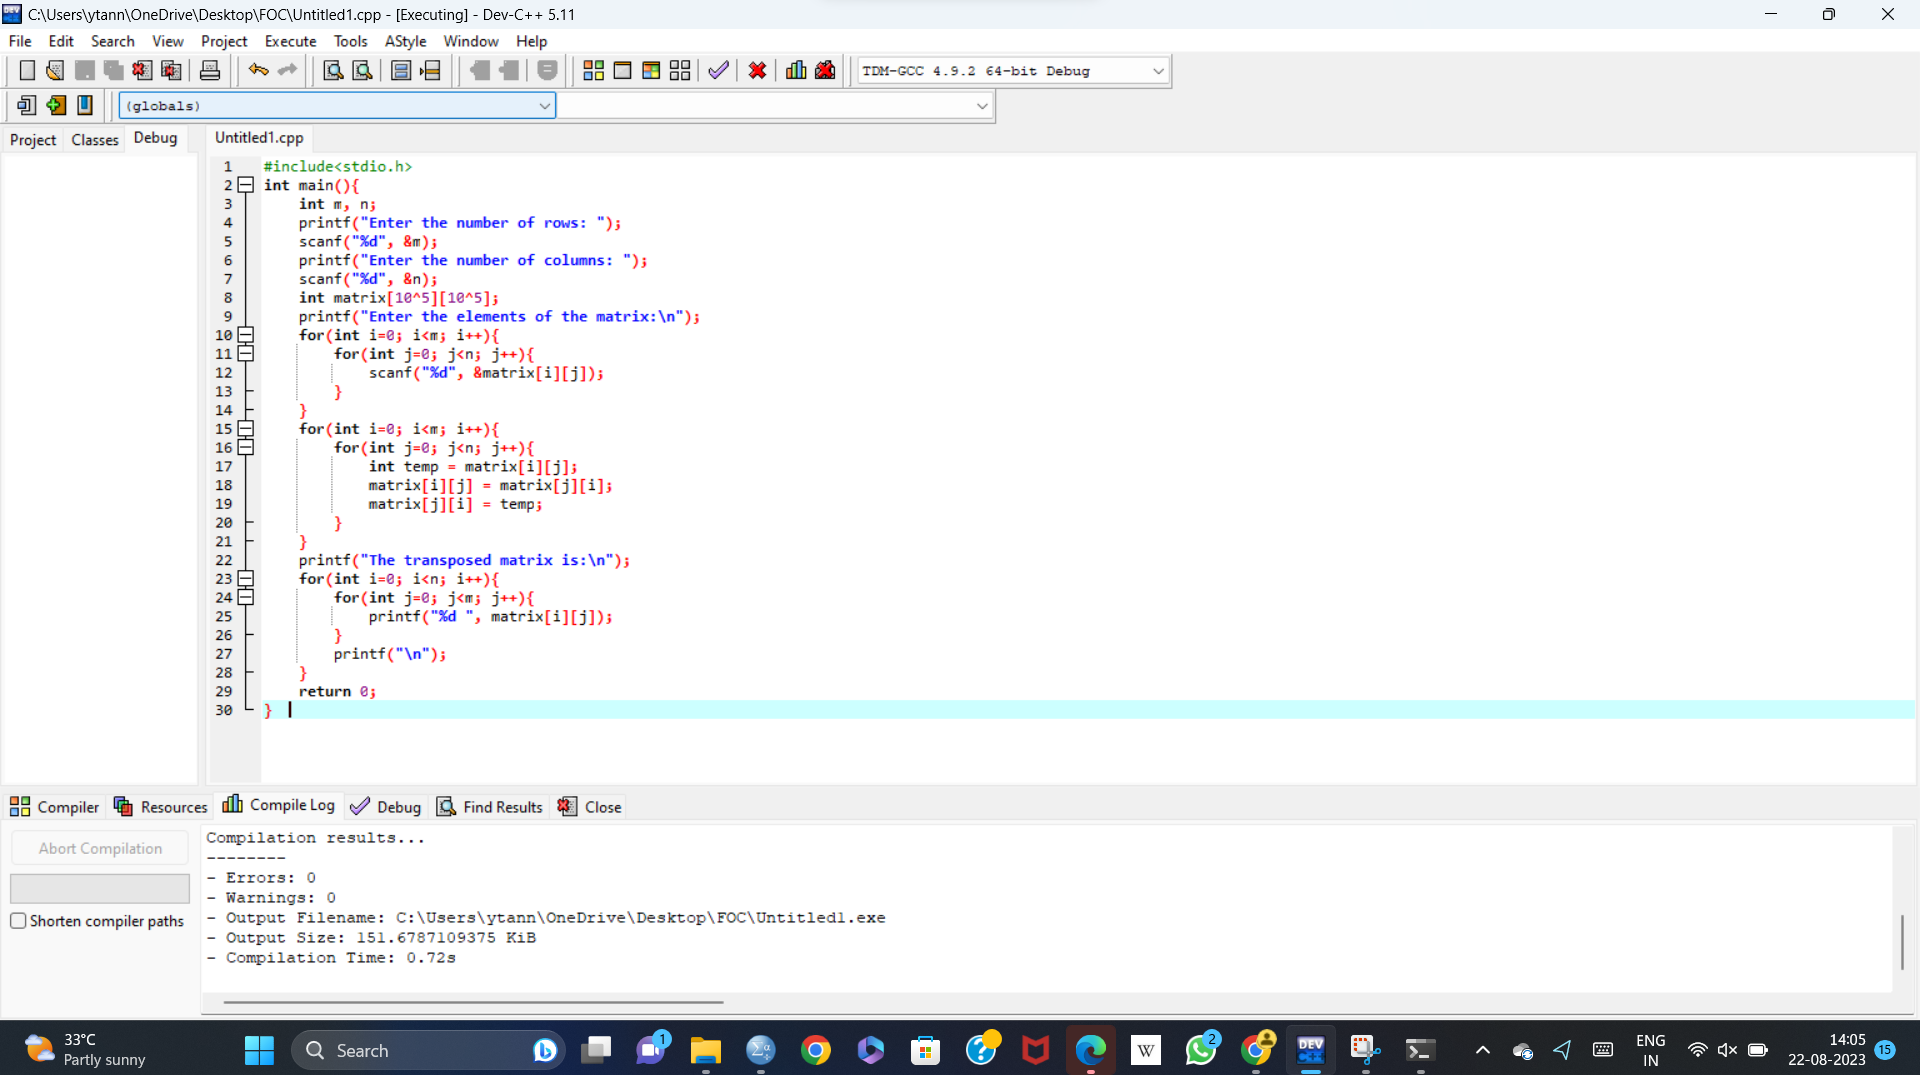 C:\Users\ytann\OneDrive\Desktop\FOC\Untitled1.cpp - [Executing] - Dev-C++ 5.11
File Edit Search View Project Execute Tools AStyle Window Help
TDM-GCC 4.9.2 64-bit Debug
(globals)
Project Classes Debug Untitled1.cpp
1 #include<stdio.h>
2 int main(){
3 int m, n;
4 printf("Enter the number of rows: ");
5 scanf("%d", &m);
6 printf("Enter the number of columns: ");
7 scanf("%d", &n);
8 int matrix[10^5][10^5];
9 printf("Enter the elements of the matrix:\n");
10 for(int i=0; i<m; i++){
11 for(int j=0; j<n; j++){
12 scanf("%d", &matrix[i][j]);
13 }
14 }
15 for(int i=0; i<m; i++){
16 for(int j=0; j<n; j++){
17 int temp = matrix[i][j];
18 matrix[i][j] = matrix[j][i];
19 matrix[j][i] = temp;
20 }
21 }
22 printf("The transposed matrix is:\n");
23 for(int i=0; i<n; i++){
24 for(int j=0; j<m; j++){
25 printf("%d ", matrix[i][j]);
26 }
27 printf("\n");
28 }
29 return 0;
30 }
Compiler Resources Compile Log Debug Find Results Close
Abort Compilation
Shorten compiler paths
Compilation results...
--------
- Errors: 0
- Warnings: 0
- Output Filename: C:\Users\ytann\OneDrive\Desktop\FOC\Untitled1.exe
- Output Size: 151.6787109375 KiB
- Compilation Time: 0.72s
33°C
Partly sunny
Search
1
W
2
DEV
ENG
IN
14:05
22-08-2023
15